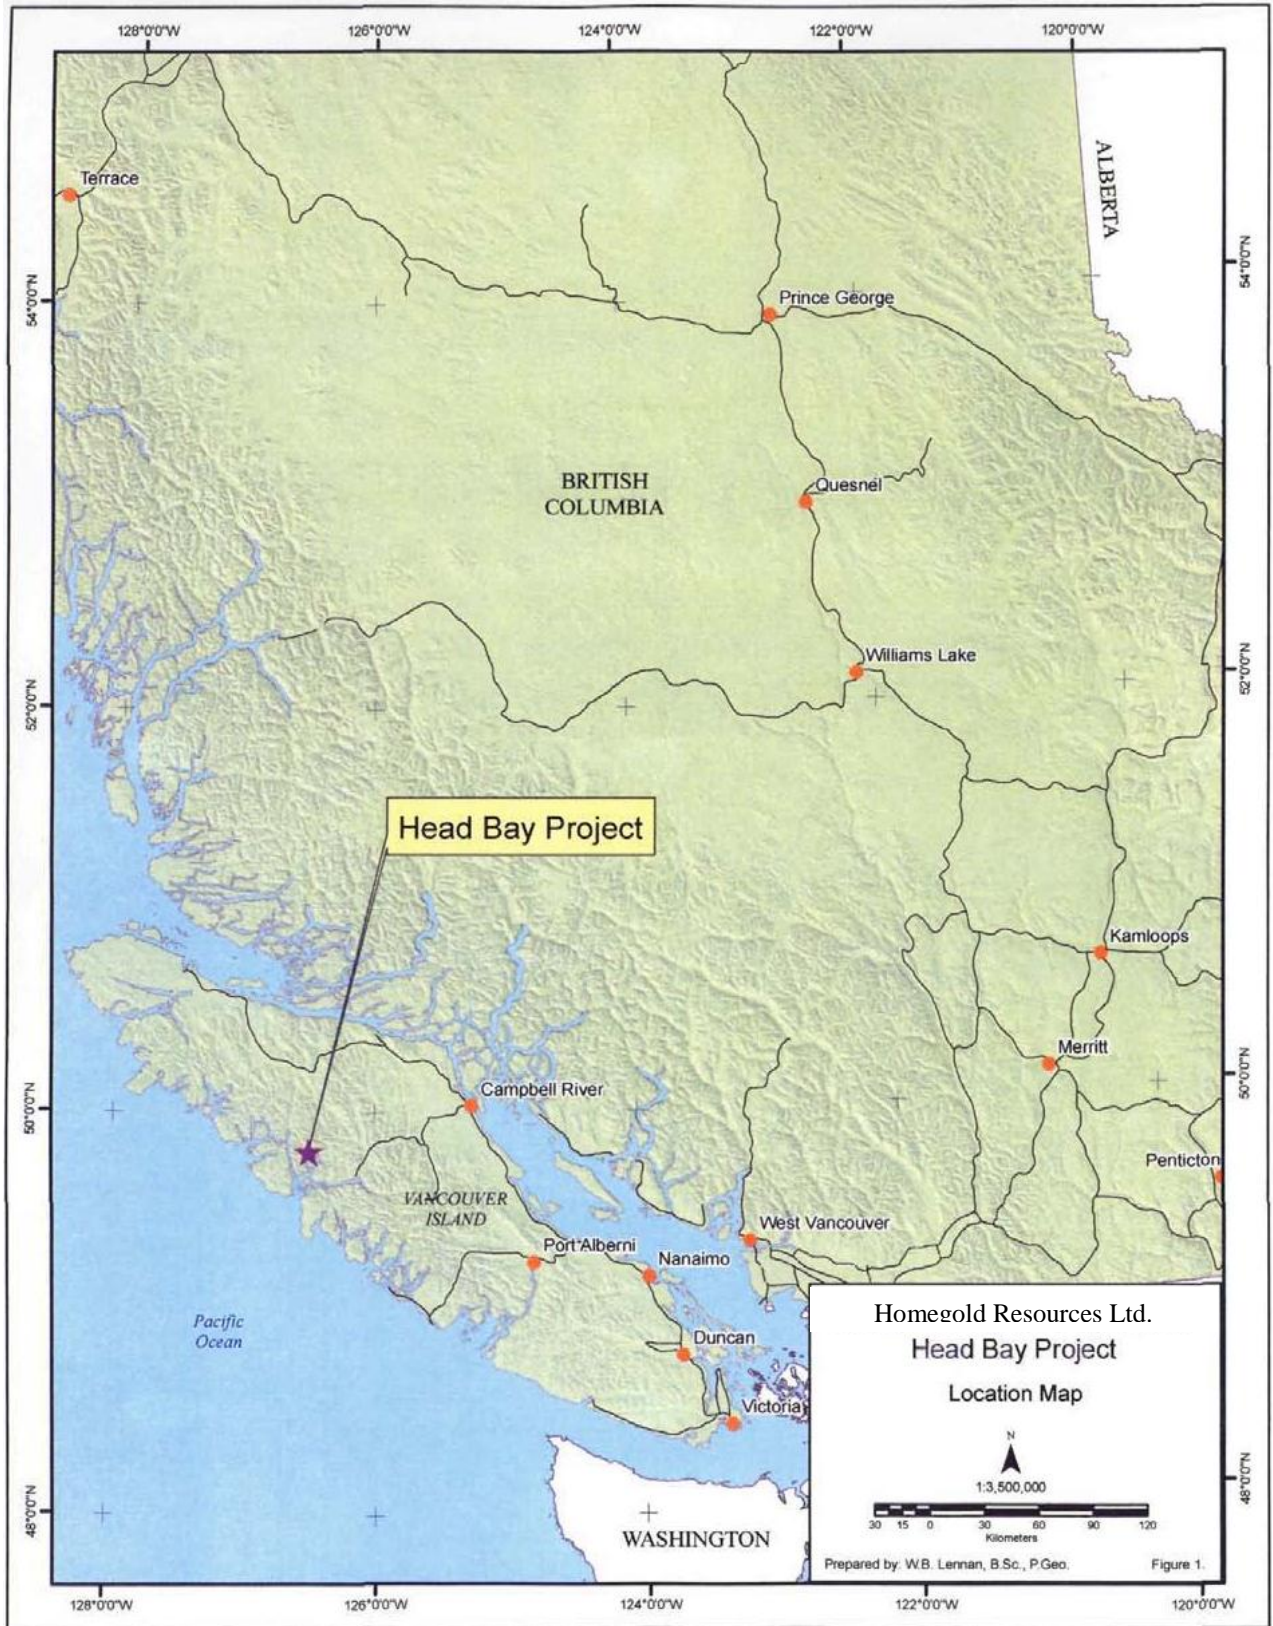 128°0'0"W
126°0'0"W
124°0'0"W
122°0'0"W
120°0'0"W
ALBERTA
Terrace
54°0'0"N
54°0'0"N
Prince George
BRITISH
COLUMBIA
Quesnel
Williams Lake
52°0'0"N
52°0'0"N
Head Bay Project
Kamloops
Merritt
50°0'0"N
50°0'0"N
Campbell River
Penticton
VANCOUVER
ISLAND
West Vancouver
Port Alberni
Nanaimo
Pacific
Ocean
Duncan
Victoria
WASHINGTON
48°0'0"N
48°0'0"N
Homegold Resources Ltd.
Head Bay Project
Location Map
N
1:3,500,000
30 15 0 30 60 90 120
Kilometers
Prepared by: W.B. Lennan, B.Sc., P.Geo. Figure 1.
128°0'0"W
126°0'0"W
124°0'0"W
122°0'0"W
120°0'0"W